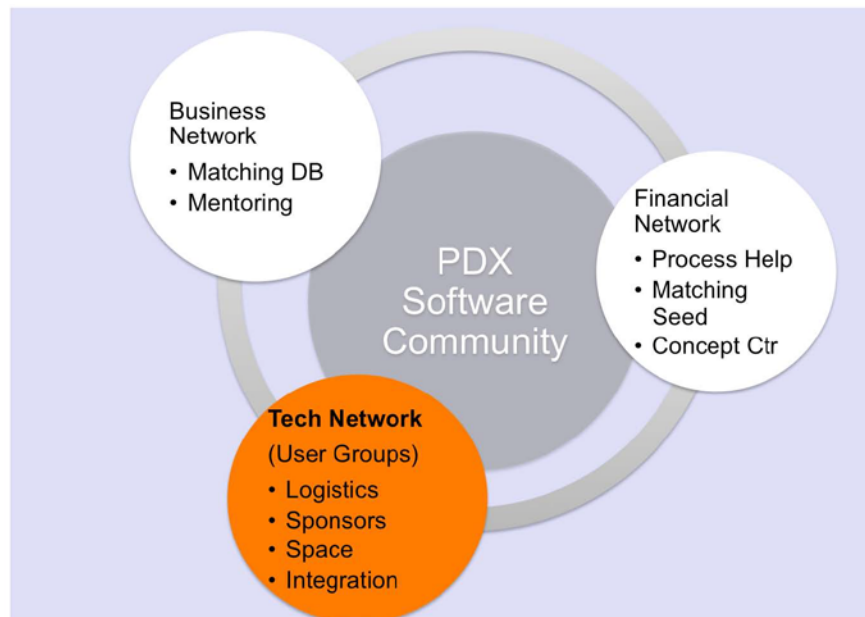 Business
Network
• Matching DB
• Mentoring
Financial
Network
• Process Help
• Matching
Seed
• Concept Ctr
PDX
Software
Community
Tech Network
(User Groups)
• Logistics
• Sponsors
• Space
• Integration